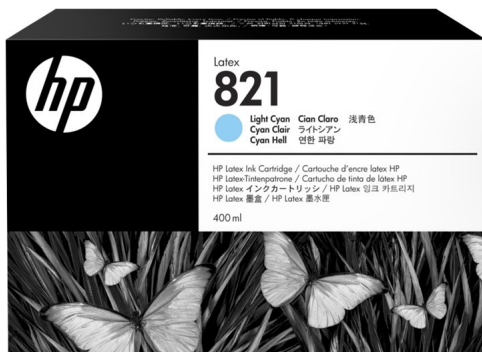 hp
Latex
821
Light Cyan Cian Claro 浅青色
Cyan Clair ライトシアン
Cyan Hell 연한 파랑
HP Latex Ink Cartridge / Cartouche d'encre latex HP
HP Latex-Tintenpatrone / Cartucho de tinta de látex HP
HP Latex インクカートリッジ / HP Latex 잉크 카트리지
HP Latex 墨盒 / HP Latex 墨水匣
400 ml